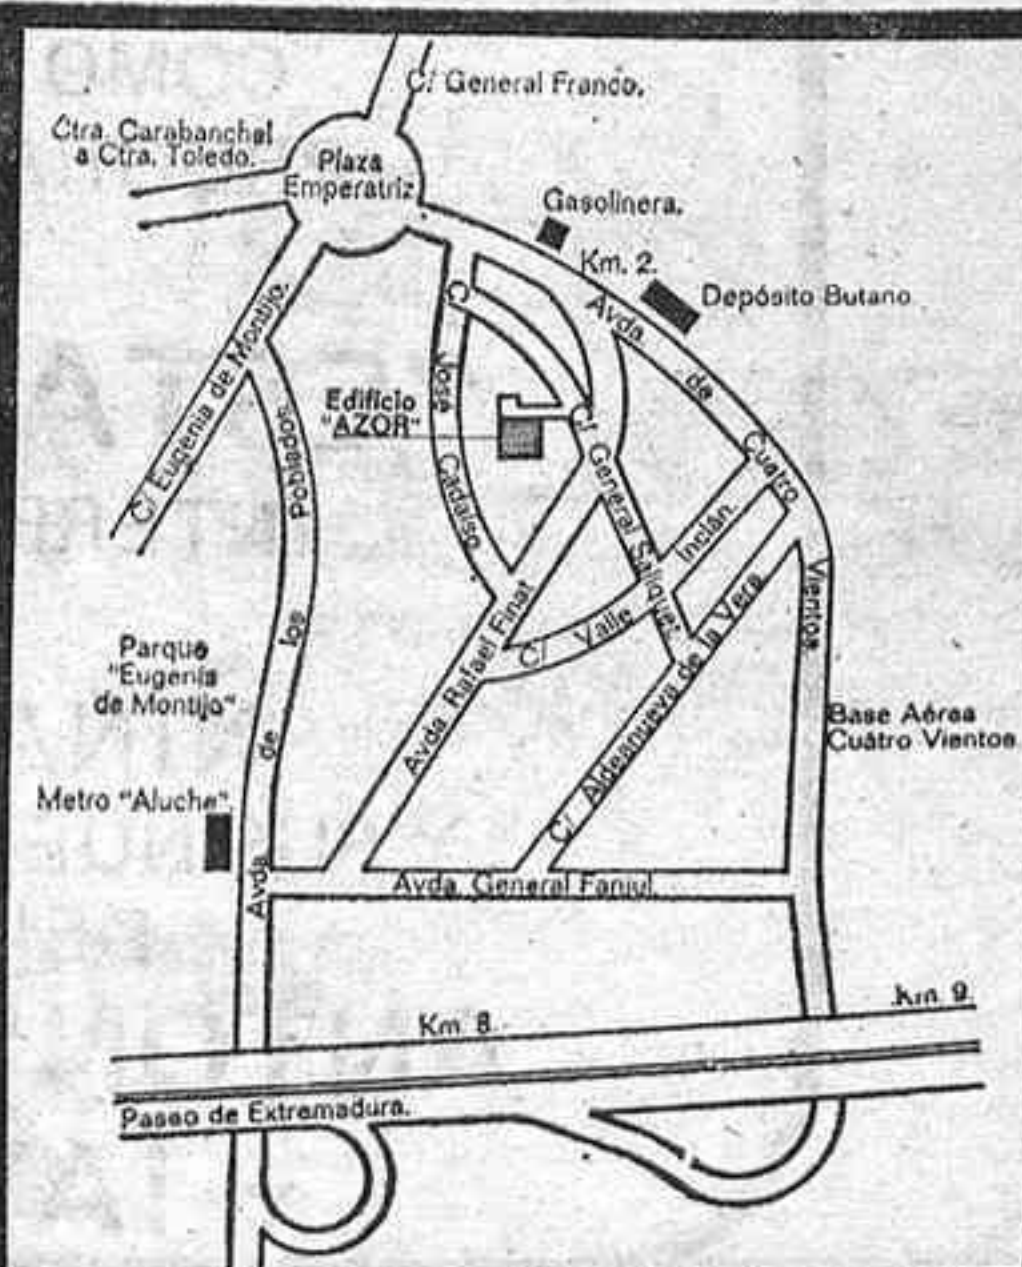 C/ General Franco.
Ctra. Carabanchel
a Ctra. Toledo.
Plaza
Emperatriz
Gasolinera.
Km. 2.
Depósito Butano
Avda de Cuatro Vientos
C/ Eugenia de Montijo.
Avda de los Poblados.
C/ José Cadalso
Edificio
"AZOR"
C/ General Saliquet
C/ Valle Inclán.
Avda Rafael Finat
C/ Aldeanueva de la Vera
Parque
"Eugenia
de Montijo"
Base Aérea
Cuatro Vientos
Metro "Aluche"
Avda. General Fanjul.
Km. 8.
Km. 9.
Paseo de Extremadura.